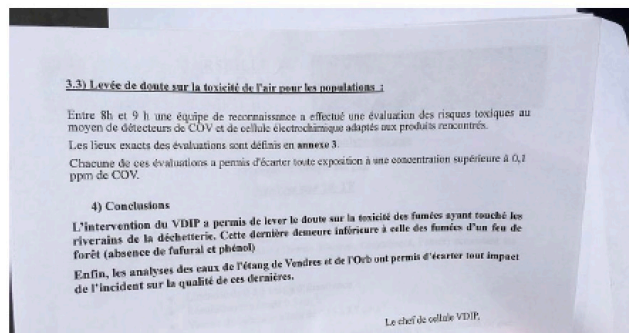 3.3) Levée de doute sur la toxicité de l'air pour les populations :
Entre 8h et 9 h une équipe de reconnaissance a effectué une évaluation des risques toxiques au
moyen de détecteurs de COV et de cellule électrochimique adaptés aux produits rencontrés.
Les lieux exacts des évaluations sont définis en annexe 3.
Chacune de ces évaluations a permis d'écarter toute exposition à une concentration supérieure à 0,1
ppm de COV.
4) Conclusions
L'intervention du VDIP a permis de lever le doute sur la toxicité des fumées ayant touché les
riverains de la déchetterie. Cette dernière demeure inférieure à celle des fumées d'un feu de
forêt (absence de fufural et phénol)
Enfin, les analyses des eaux de l'étang de Vendres et de l'Orb ont permis d'écarter tout impact
de l'incident sur la qualité de ces dernières.
Le chef de cellule VDIP,